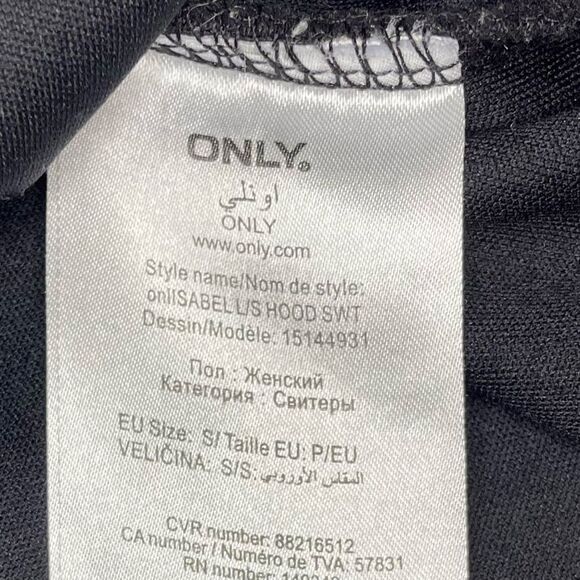 ONLY®
اونلي
ONLY
www.only.com
Style name/Nom de style:
onlISABEL L/S HOOD SWT
Dessin/Modèle: 15144931
Пол : Женский
Категория : Свитеры
EU Size: S/ Taille EU: P/EU
VELIČINA: S/S: المقاس الأوروبي
CVR number: 88216512
CA number / Numéro de TVA: 57831
RN number: